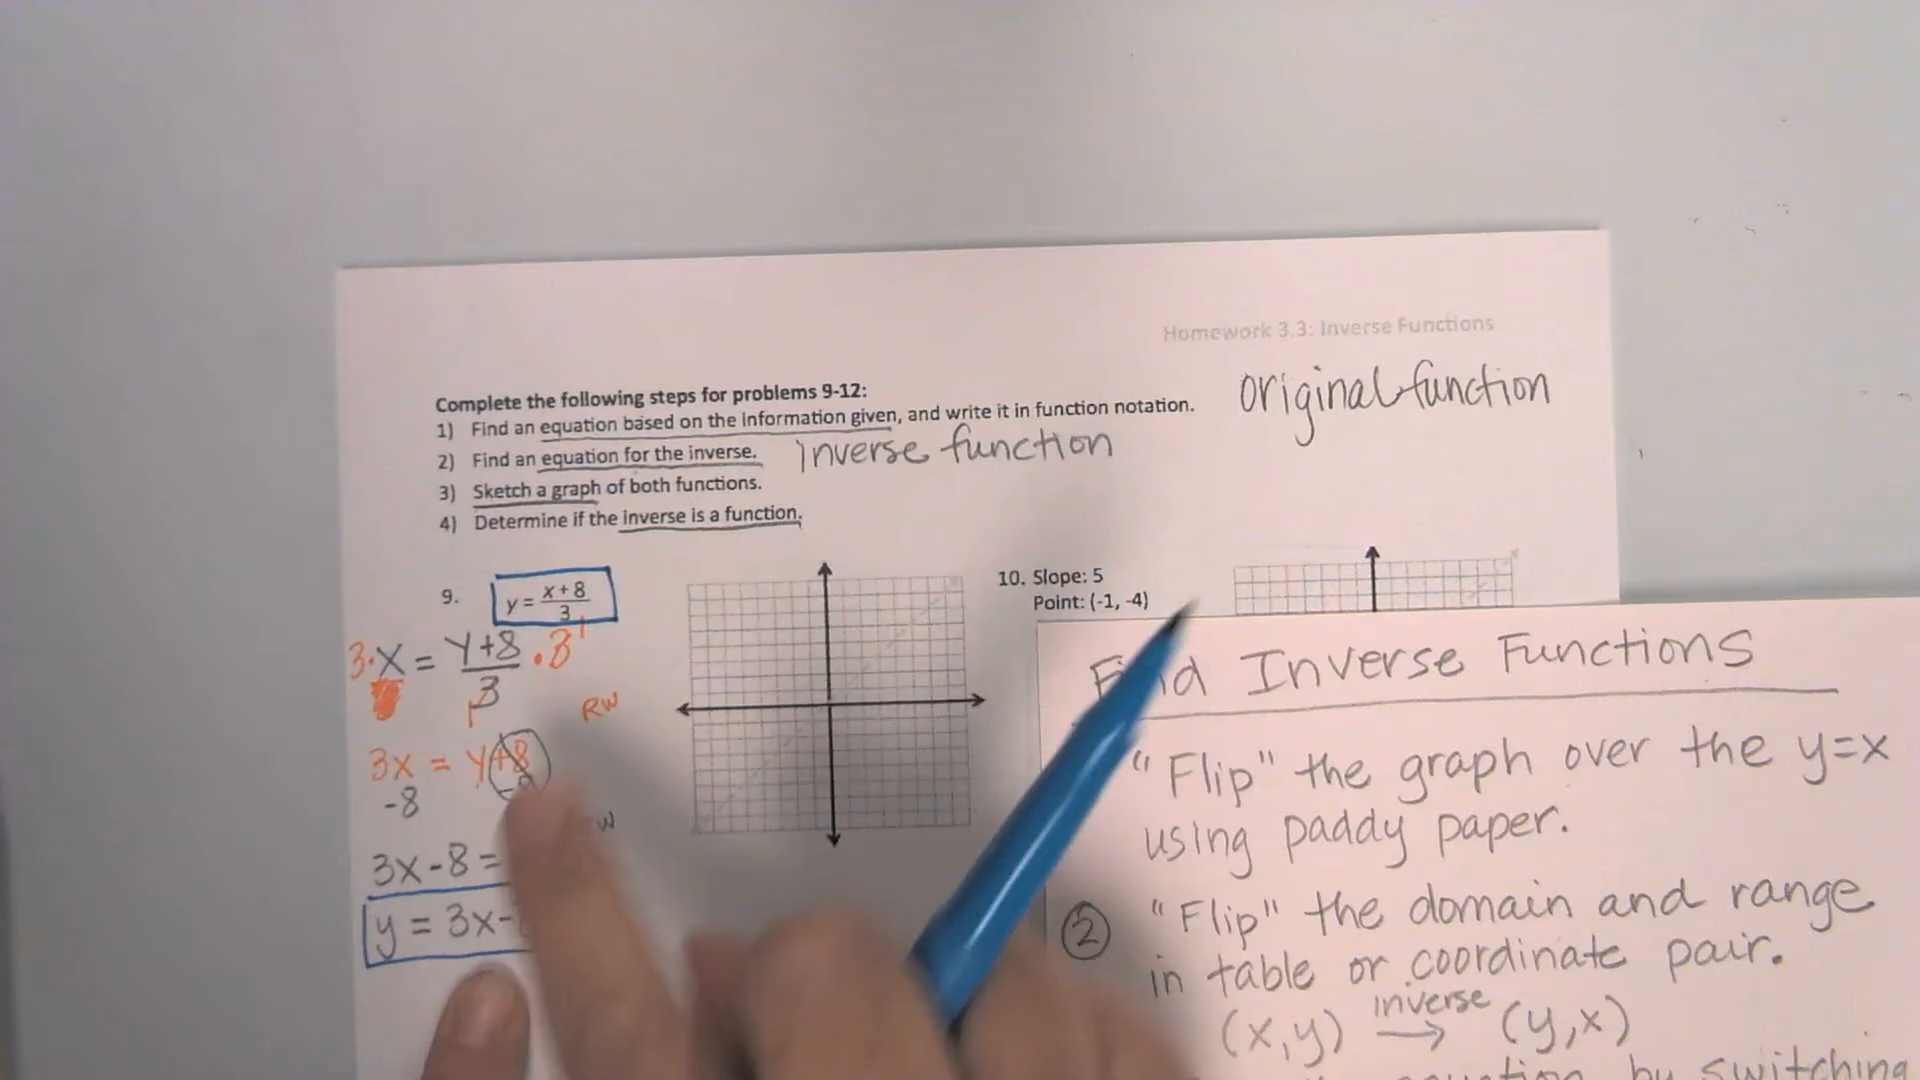 Homework 3.3: Inverse Functions
Complete the following steps for problems 9-12:
1) Find an equation based on the information given, and write it in function notation.
original function
2) Find an equation for the inverse.
inverse function
3) Sketch a graph of both functions.
4) Determine if the inverse is a function.
9. y = x+8/3
3·x = y+8/3 ·3
RW
3x = y+8
-8
3x-8 =
y = 3x-
10. Slope: 5
Point: (-1, -4)
Find Inverse Functions
"Flip" the graph over the y=x
using paddy paper.
② "Flip" the domain and range
in table or coordinate pair.
(x,y) inverse → (y,x)
by switching